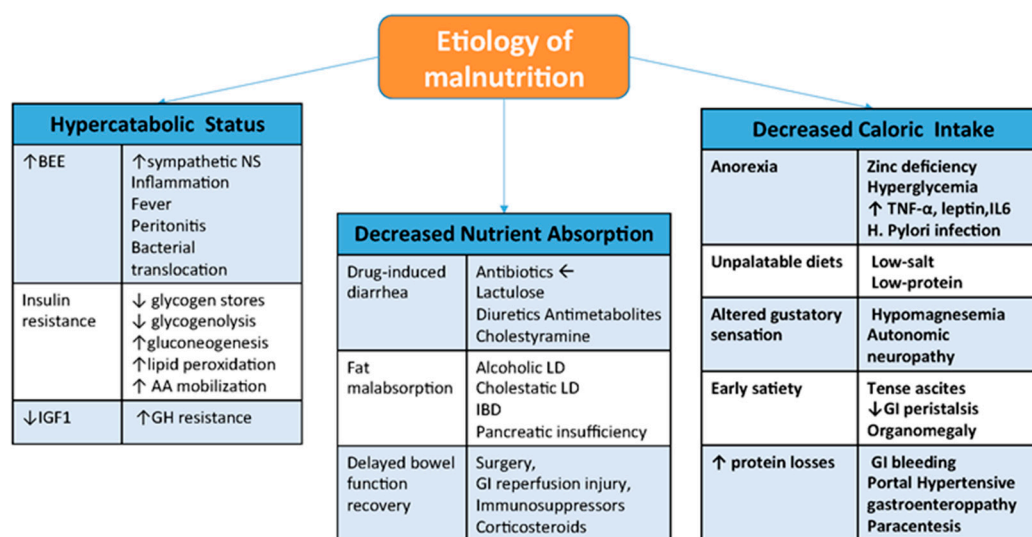 Etiology of
malnutrition
Hypercatabolic Status
↑BEE
↑sympathetic NS
Inflammation
Fever
Peritonitis
Bacterial
translocation
Insulin
resistance
↓ glycogen stores
↓ glycogenolysis
↑gluconeogenesis
↑lipid peroxidation
↑ AA mobilization
↓IGF1
↑GH resistance
Decreased Nutrient Absorption
Drug-induced
diarrhea
Antibiotics ←
Lactulose
Diuretics Antimetabolites
Cholestyramine
Fat
malabsorption
Alcoholic LD
Cholestatic LD
IBD
Pancreatic insufficiency
Delayed bowel
function
recovery
Surgery,
GI reperfusion injury,
Immunosuppressors
Corticosteroids
Decreased Caloric Intake
Anorexia
Zinc deficiency
Hyperglycemia
↑ TNF-α, leptin,IL6
H. Pylori infection
Unpalatable diets
Low-salt
Low-protein
Altered gustatory
sensation
Hypomagnesemia
Autonomic
neuropathy
Early satiety
Tense ascites
↓GI peristalsis
Organomegaly
↑ protein losses
GI bleeding
Portal Hypertensive
gastroenteroppathy
Paracentesis